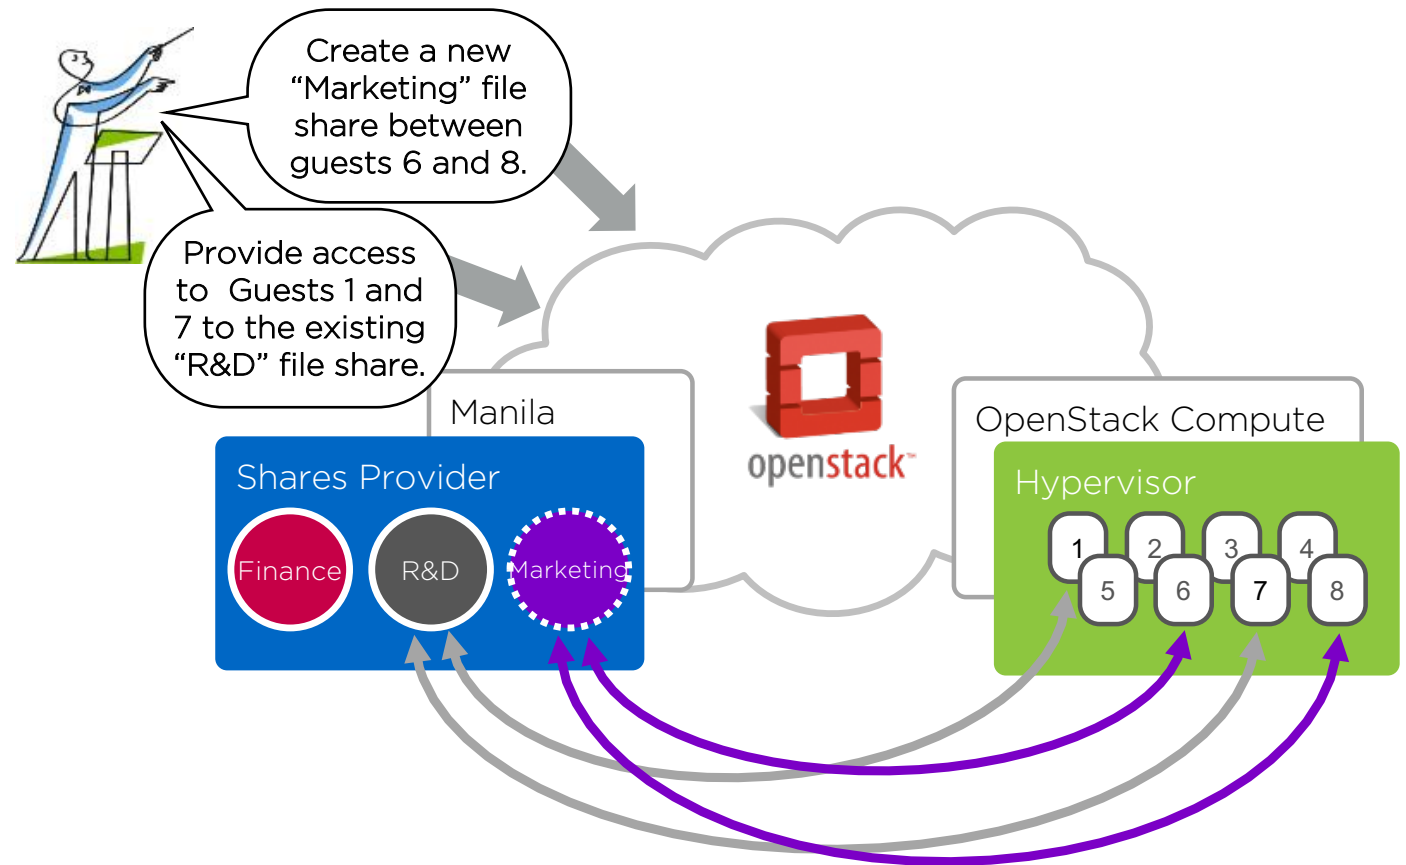 Create a new
“Marketing” file
share between
guests 6 and 8.
Provide access
to Guests 1 and
7 to the existing
“R&D” file share.
Manila
openstack™
OpenStack Compute
Shares Provider
Finance
R&D
Marketing
Hypervisor
1 2 3 4
5 6 7 8